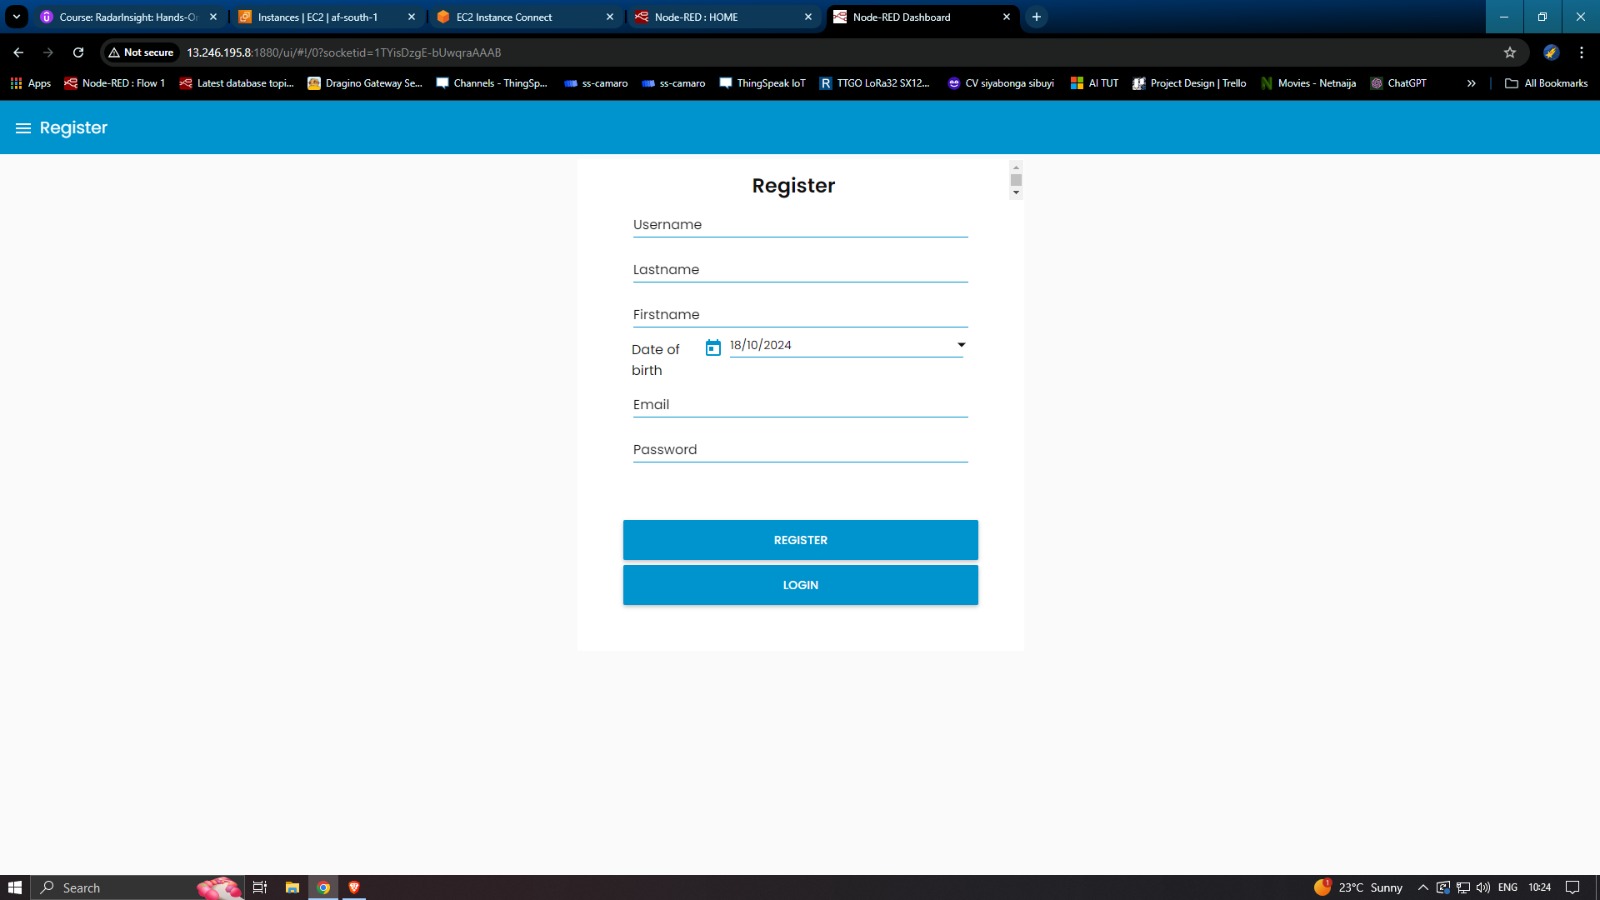 Course: RadarInsight: Hands-O
Instances | EC2 | af-south-1
EC2 Instance Connect
Node-RED : HOME
Node-RED Dashboard
Not secure
13.246.195.8:1880/ui/#!/0?socketid=1TYisDzgE-bUwqraAAAB
Apps
Node-RED : Flow 1
Latest database topi...
Dragino Gateway Se...
Channels - ThingSp...
ss-camaro
ss-camaro
ThingSpeak IoT
TTGO LoRa32 SX12...
CV siyabonga sibuyi
AI TUT
Project Design | Trello
Movies - Netnaija
ChatGPT
All Bookmarks
Register
Register
Username
Lastname
Firstname
Date of
birth
18/10/2024
Email
Password
REGISTER
LOGIN
Search
23°C Sunny
ENG
10:24